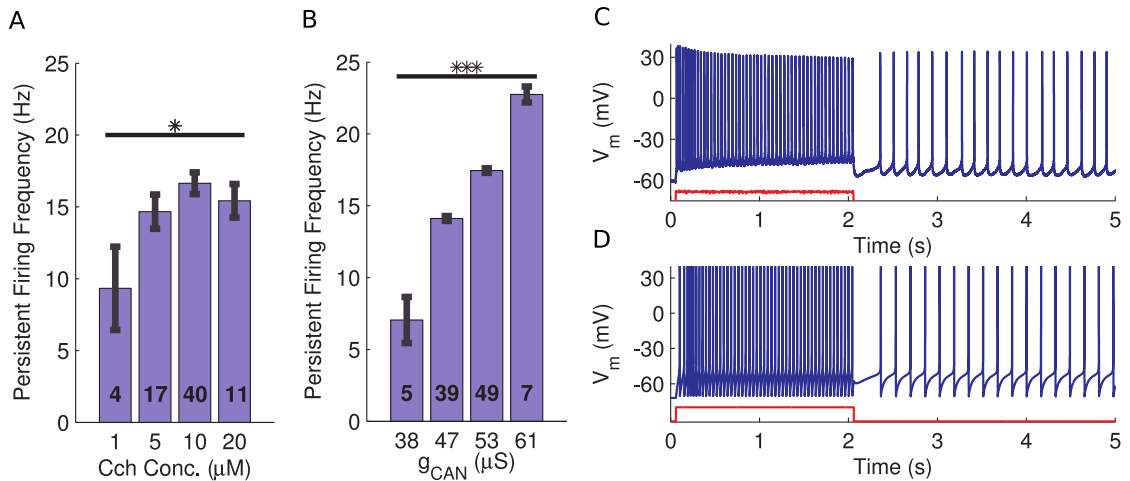 A
Persistent Firing Frequency (Hz)
25
20
15
10
5
0
*
4 17 40 11
1 5 10 20
Cch Conc. (μM)
B
Persistent Firing Frequency (Hz)
25
20
15
10
5
0
***
5 39 49 7
38 47 53 61
g_CAN (μS)
C
V_m (mV)
30
0
-30
-60
0 1 2 3 4 5
Time (s)
D
V_m (mV)
30
0
-30
-60
0 1 2 3 4 5
Time (s)